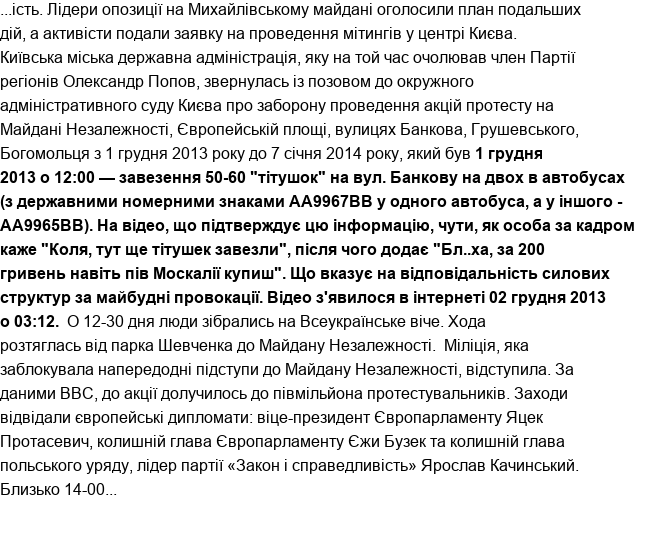 ...ість. Лідери опозиції на Михайлівському майдані оголосили план подальших
дій, а активісти подали заявку на проведення мітингів у центрі Києва.
Київська міська державна адміністрація, яку на той час очолював член Партії
регіонів Олександр Попов, звернулась із позовом до окружного
адміністративного суду Києва про заборону проведення акцій протесту на
Майдані Незалежності, Європейській площі, вулицях Банкова, Грушевського,
Богомольця з 1 грудня 2013 року до 7 січня 2014 року, який був 1 грудня
2013 о 12:00 — завезення 50-60 "тітушок" на вул. Банкову на двох в автобусах
(з державними номерними знаками АА9967ВВ у одного автобуса, а у іншого -
АА9965ВВ). На відео, що підтверджує цю інформацію, чути, як особа за кадром
каже "Коля, тут ще тітушек завезли", після чого додає "Бл..ха, за 200
гривень навіть пів Москалії купиш". Що вказує на відповідальність силових
структур за майбудні провокації. Відео з'явилося в інтернеті 02 грудня 2013
о 03:12.  О 12-30 дня люди зібрались на Всеукраїнське віче. Хода
розтяглась від парка Шевченка до Майдану Незалежності.  Міліція, яка
заблокувала напередодні підступи до Майдану Незалежності, відступила. За
даними BBC, до акції долучилось до півмільйона протестувальників. Заходи
відвідали європейські дипломати: віце-президент Європарламенту Яцек
Протасевич, колишній глава Європарламенту Єжи Бузек та колишній глава
польського уряду, лідер партії «Закон і справедливість» Ярослав Качинський.
Близько 14-00...